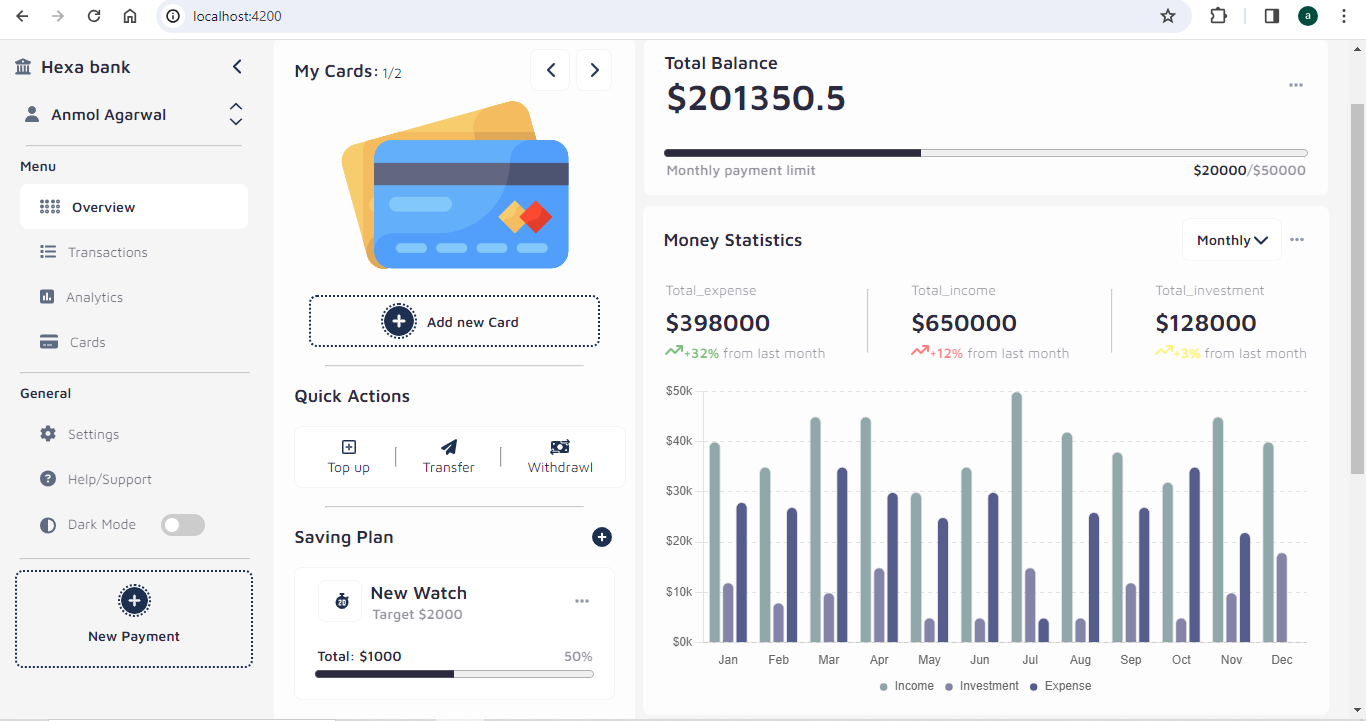 localhost:4200
a
Hexa bank
Anmol Agarwal
Menu
Overview
Transactions
Analytics
Cards
General
Settings
Help/Support
Dark Mode
New Payment
My Cards: 1/2
Add new Card
Quick Actions
Top up
Transfer
Withdrawl
Saving Plan
20
New Watch
Target $2000
Total: $1000
50%
Total Balance
$201350.5
Monthly payment limit
$20000/$50000
Money Statistics
Monthly
Total_expense
$398000
+32% from last month
Total_income
$650000
+12% from last month
Total_investment
$128000
+3% from last month
$50k
$40k
$30k
$20k
$10k
$0k
Jan Feb Mar Apr May Jun Jul Aug Sep Oct Nov Dec
Income Investment Expense